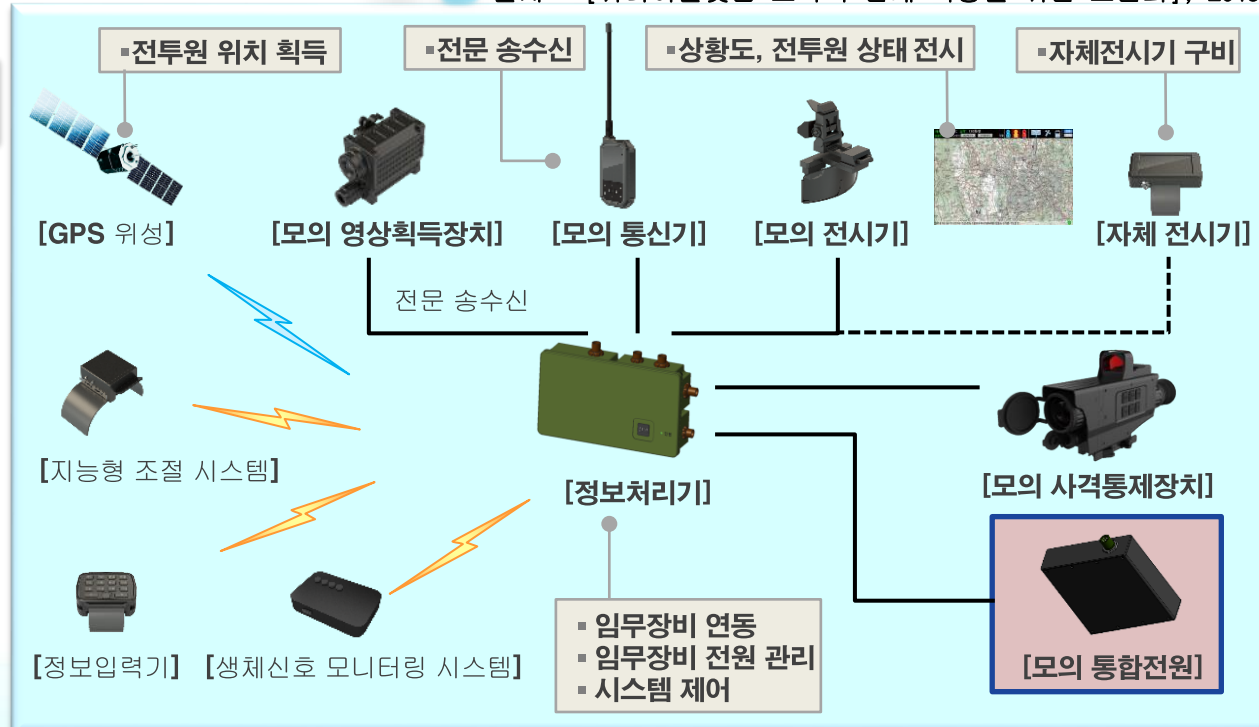 ▪전투원 위치 획득
▪전문 송수신
▪상황도, 전투원 상태 전시
▪자체전시기 구비
[GPS 위성]
[모의 영상획득장치]
[모의 통신기]
[모의 전시기]
[자체 전시기]
전문 송수신
[지능형 조절 시스템]
[정보처리기]
[모의 사격통제장치]
▪임무장비 연동
▪임무장비 전원 관리
▪시스템 제어
[정보입력기]
[생체신호 모니터링 시스템]
[모의 통합전원]